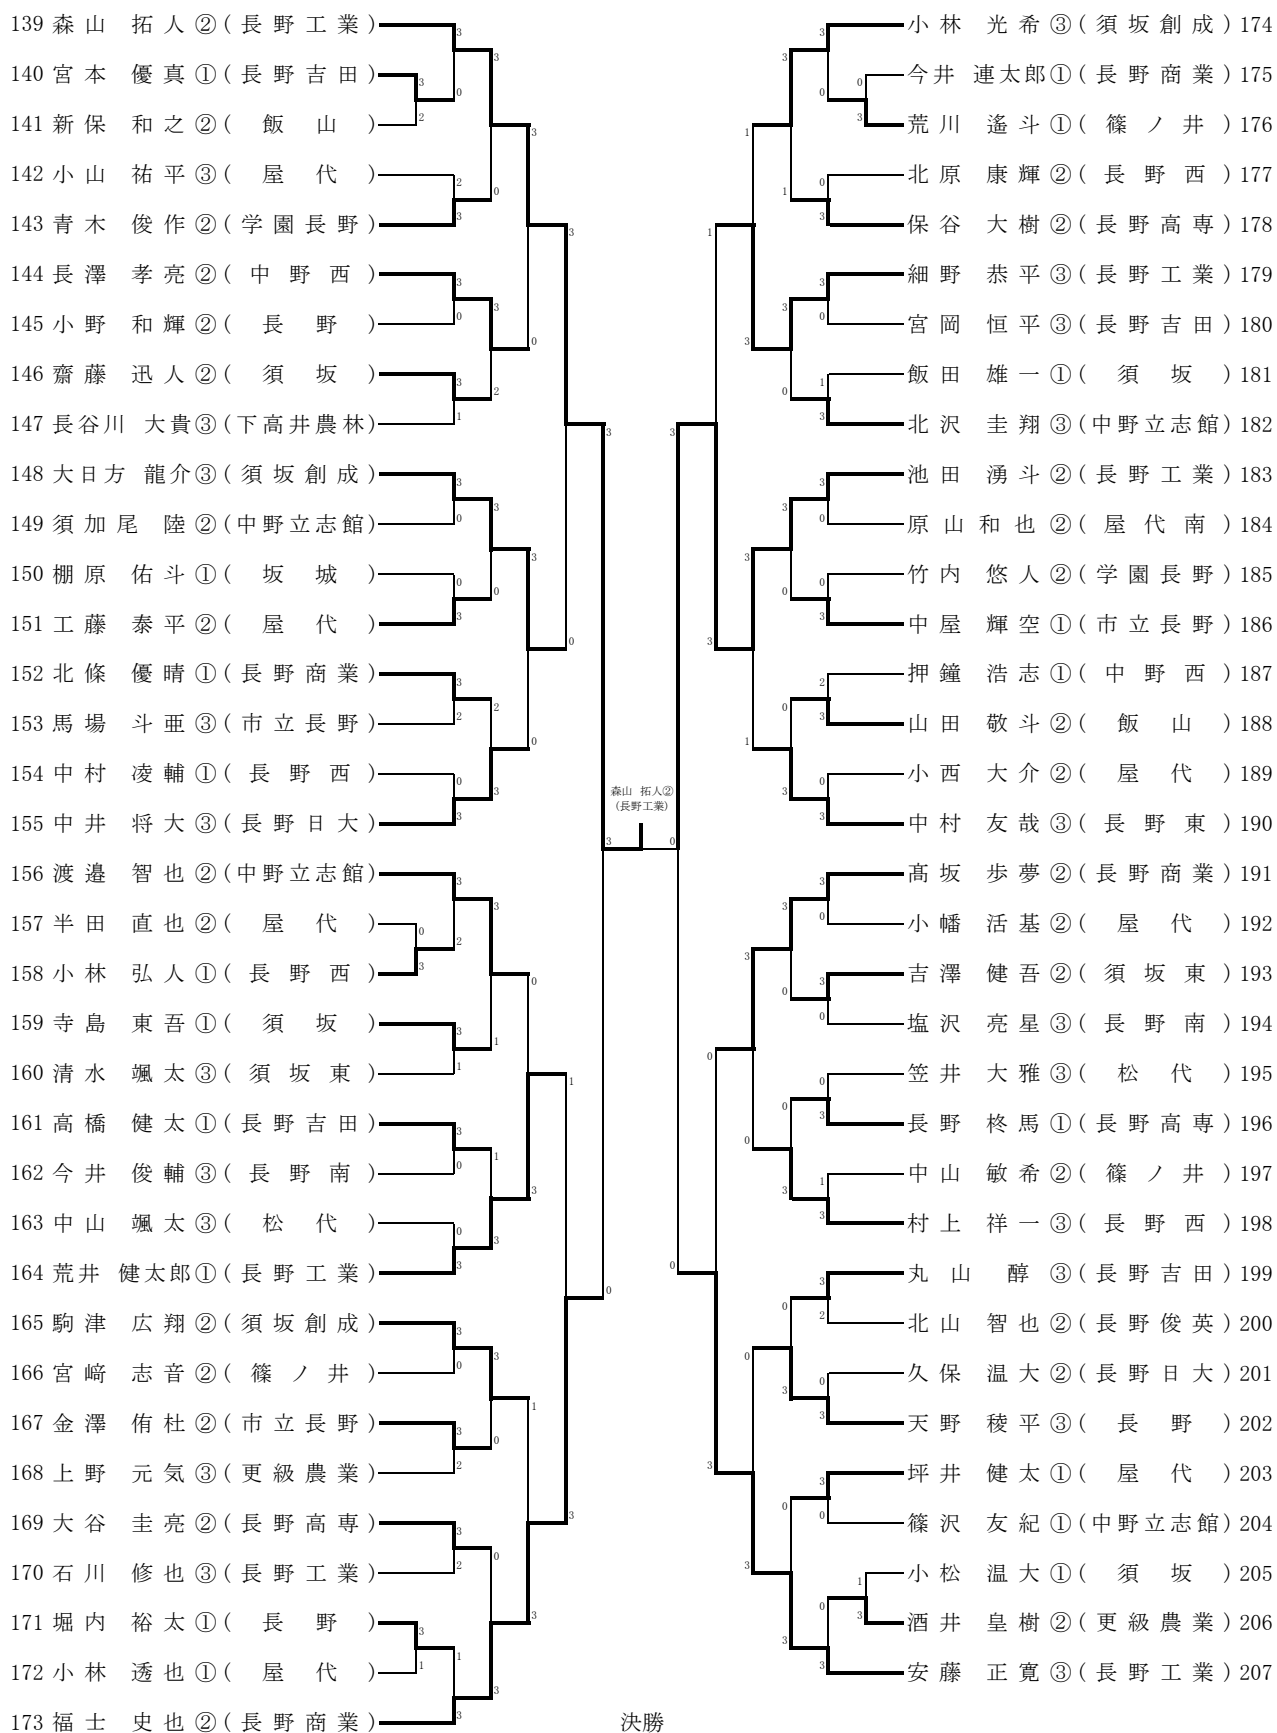 139 森山 拓人②(長野工業)
140 宮本 優真①(長野吉田)
141 新保 和之②(飯山)
142 小山 祐平③(屋代)
143 青木 俊作②(学園長野)
144 長澤 孝亮②(中野西)
145 小野 和輝②(長野)
146 齋藤 迅人②(須坂)
147 長谷川 大貴③(下高井農林)
148 大日方 龍介③(須坂創成)
149 須加尾 陸②(中野立志館)
150 棚原 佑斗①(坂城)
151 工藤 泰平②(屋代)
152 北條 優晴①(長野商業)
153 馬場 斗亜③(市立長野)
154 中村 凌輔①(長野西)
155 中井 将大③(長野日大)
156 渡邉 智也②(中野立志館)
157 半田 直也②(屋代)
158 小林 弘人①(長野西)
159 寺島 東吾①(須坂)
160 清水 颯太③(須坂東)
161 高橋 健太①(長野吉田)
162 今井 俊輔③(長野南)
163 中山 颯太③(松代)
164 荒井 健太郎①(長野工業)
165 駒津 広翔②(須坂創成)
166 宮﨑 志音②(篠ノ井)
167 金澤 侑杜②(市立長野)
168 上野 元気③(更級農業)
169 大谷 圭亮②(長野高専)
170 石川 修也③(長野工業)
171 堀内 裕太①(長野)
172 小林 透也①(屋代)
173 福士 史也②(長野商業)
森山 拓人②
(長野工業)
決勝
小林 光希③(須坂創成)174
今井 連太郎①(長野商業)175
荒川 遙斗①(篠ノ井)176
北原 康輝②(長野西)177
保谷 大樹②(長野高専)178
細野 恭平③(長野工業)179
宮岡 恒平③(長野吉田)180
飯田 雄一①(須坂)181
北沢 圭翔③(中野立志館)182
池田 湧斗②(長野工業)183
原山和也②(屋代南)184
竹内 悠人②(学園長野)185
中屋 輝空①(市立長野)186
押鐘 浩志①(中野西)187
山田 敬斗②(飯山)188
小西 大介②(屋代)189
中村 友哉③(長野東)190
髙坂 歩夢②(長野商業)191
小幡 活基②(屋代)192
吉澤 健吾②(須坂東)193
塩沢 亮星③(長野南)194
笠井 大雅③(松代)195
長野 柊馬①(長野高専)196
中山 敏希②(篠ノ井)197
村上 祥一③(長野西)198
丸山 醇③(長野吉田)199
北山 智也②(長野俊英)200
久保 温大②(長野日大)201
天野 稜平③(長野)202
坪井 健太①(屋代)203
篠沢 友紀①(中野立志館)204
小松 温大①(須坂)205
酒井 皇樹②(更級農業)206
安藤 正寛③(長野工業)207